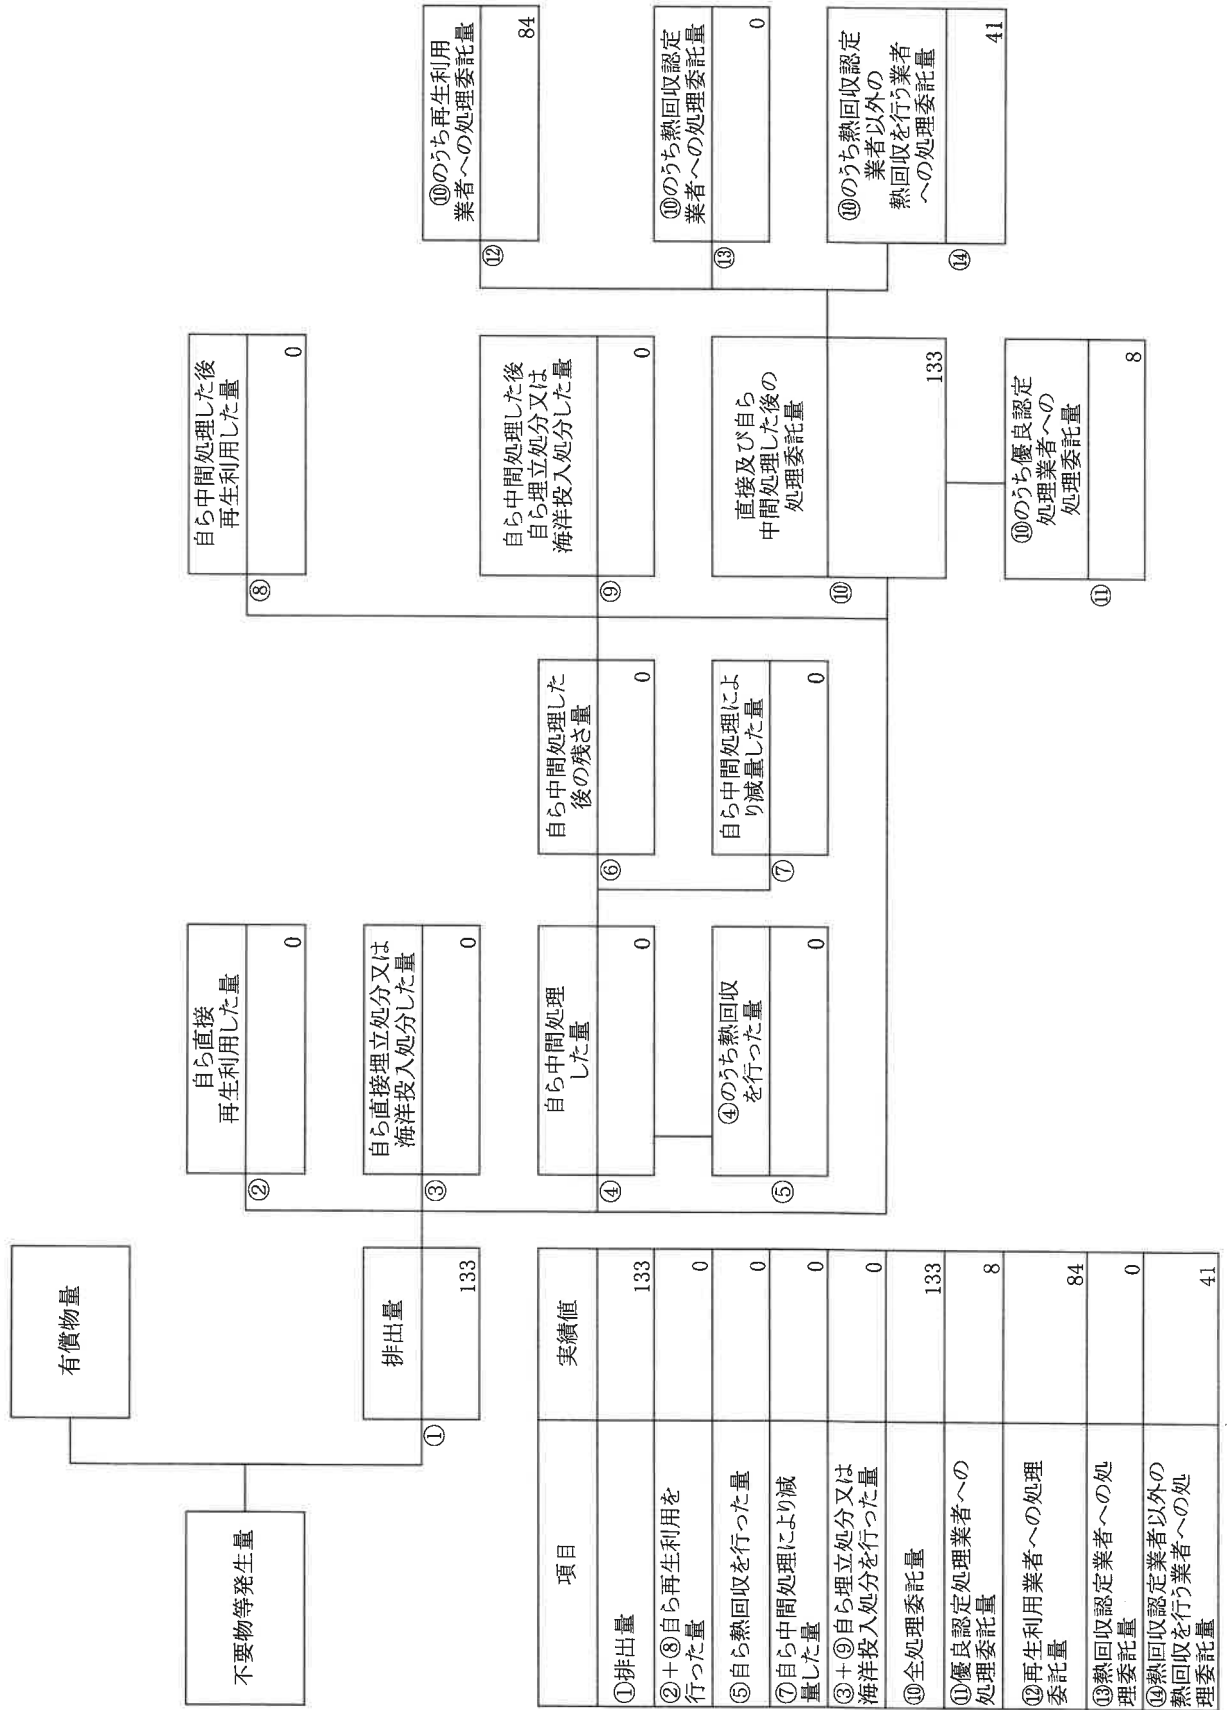 不要物等発生量
有償物量
①
排出量
133
②
自ら直接
再生利用した量
0
③
自ら直接埋立処分又は
海洋投入処分した量
0
④
自ら中間処理
した量
0
⑤
④のうち熱回収
を行った量
0
⑥
自ら中間処理した
後の残さ量
0
⑦
自ら中間処理によ
り減量した量
0
⑧
自ら中間処理した後
再生利用した量
0
⑨
自ら中間処理した後
自ら埋立処分又は
海洋投入処分した量
0
⑩
直接及び自ら
中間処理した後の
処理委託量
133
⑪
⑩のうち優良認定
処理業者への
処理委託量
8
⑫
⑩のうち再生利用
業者への処理委託量
84
⑬
⑩のうち熱回収認定
業者への処理委託量
0
⑭
⑩のうち熱回収認定
業者以外の
熱回収を行う業者
への処理委託量
41
項目
実績値
①排出量
133
②+⑧自ら再生利用を
行った量
0
⑤自ら熱回収を行った量
0
⑦自ら中間処理により減
量した量
0
③+⑨自ら埋立処分又は
海洋投入処分を行った量
0
⑩全処理委託量
133
⑪優良認定処理業者への
処理委託量
8
⑫再生利用業者への処理
委託量
84
⑬熱回収認定業者への処
理委託量
0
⑭熱回収認定業者以外の
熱回収を行う業者への処
理委託量
41